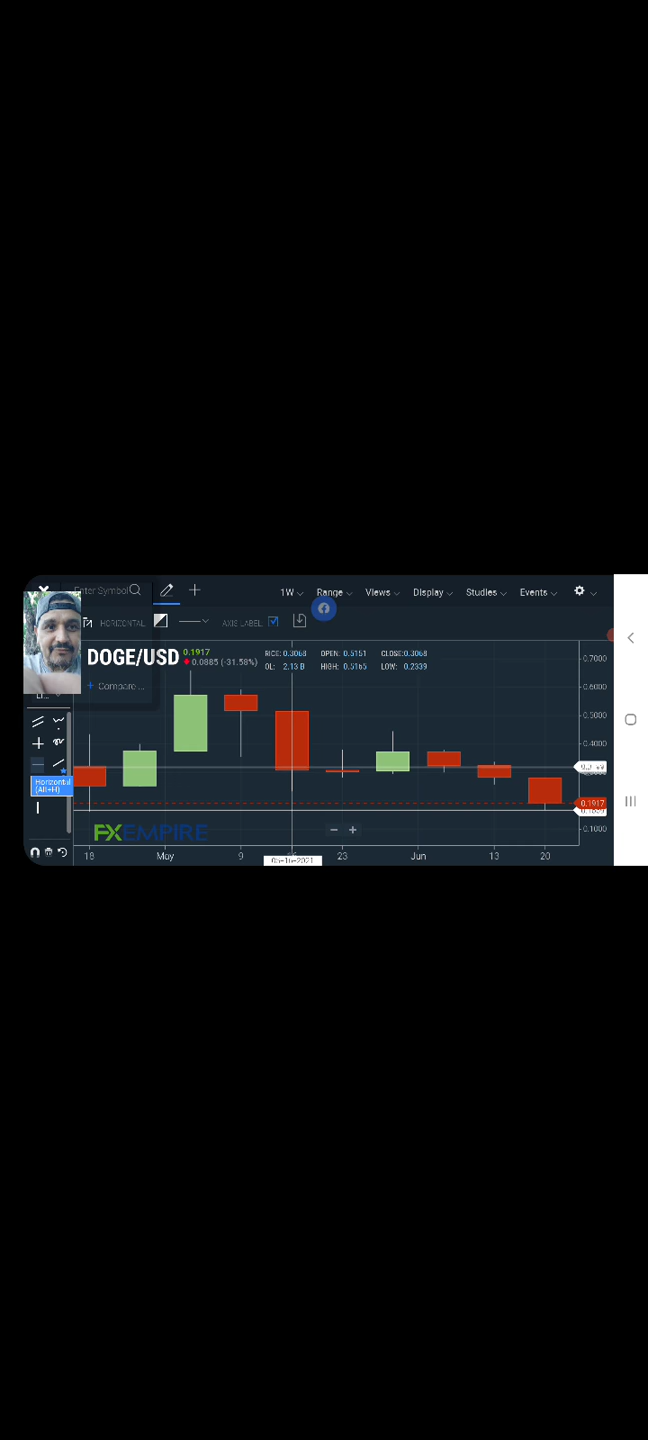 Enter Symbol
1W Range Views Display Studies Events
HORIZONTAL AXIS LABEL
DOGE/USD 0.1917
0.0885 (-31.58%)
RICE: 0.3068 OPEN: 0.5151 CLOSE:0.3068
OL: 2.13 B HIGH: 0.5165 LOW: 0.2339
+ Compare ...
0.7000
0.6000
0.5000
0.4000
Horizontal
(Alt+H)
0.1917
0.1000
FXEMPIRE
18 May 9 23 Jun 13 20
05-16-2021